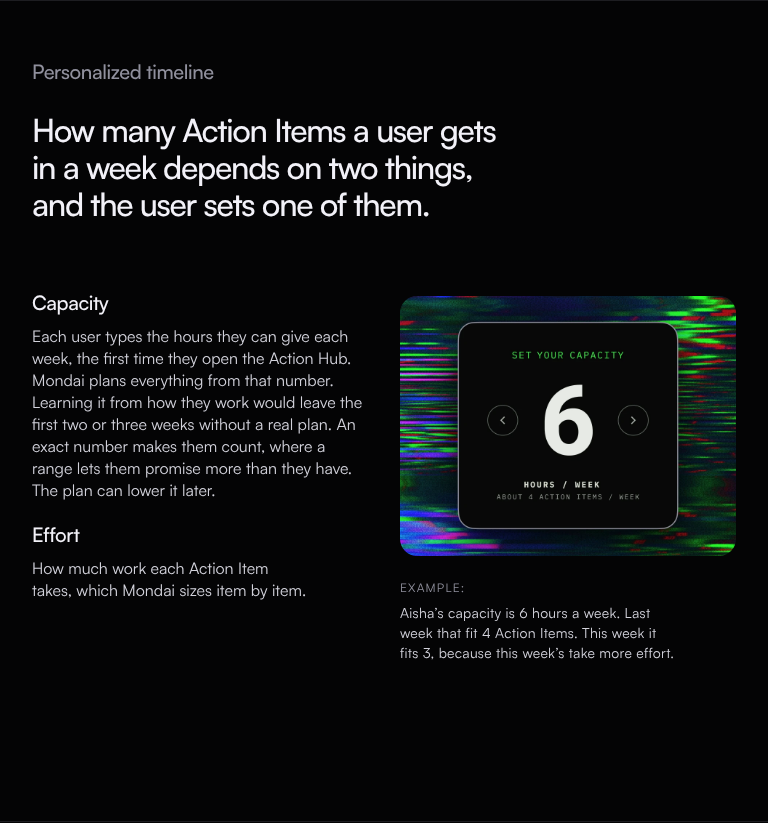 Personalized timeline
How many Action Items a user gets
in a week depends on two things,
and the user sets one of them.
Capacity
Each user types the hours they can give each
week, the first time they open the Action Hub.
Mondai plans everything from that number.
Learning it from how they work would leave the
first two or three weeks without a real plan. An
exact number makes them count, where a
range lets them promise more than they have.
The plan can lower it later.
Effort
How much work each Action Item
takes, which Mondai sizes item by item.
SET YOUR CAPACITY
6
HOURS / WEEK
ABOUT 4 ACTION ITEMS / WEEK
EXAMPLE:
Aisha’s capacity is 6 hours a week. Last
week that fit 4 Action Items. This week it
fits 3, because this week’s take more effort.